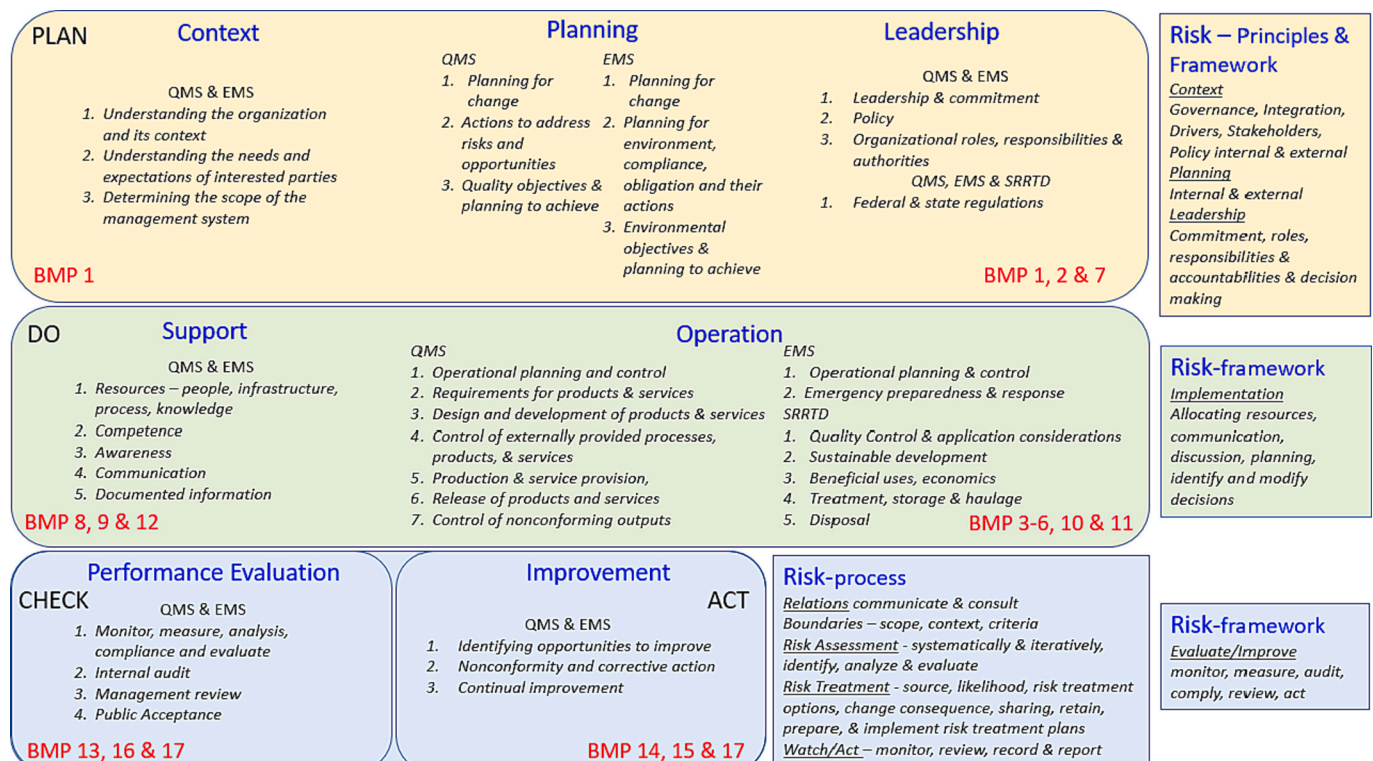 PLAN
Context
QMS & EMS
1. Understanding the organization
and its context
2. Understanding the needs and
expectations of interested parties
3. Determining the scope of the
management system
BMP 1
Planning
QMS
1. Planning for
change
2. Actions to address
risks and
opportunities
3. Quality objectives &
planning to achieve
EMS
1. Planning for
change
2. Planning for
environment,
compliance,
obligation and their
actions
3. Environmental
objectives &
planning to achieve
Leadership
QMS & EMS
1. Leadership & commitment
2. Policy
3. Organizational roles, responsibilities &
authorities
QMS, EMS & SRRTD
1. Federal & state regulations
BMP 1, 2 & 7
Risk – Principles &
Framework
Context
Governance, Integration,
Drivers, Stakeholders,
Policy internal & external
Planning
Internal & external
Leadership
Commitment, roles,
responsibilities &
accountabilities & decision
making
DO
Support
QMS & EMS
1. Resources – people, infrastructure,
process, knowledge
2. Competence
3. Awareness
4. Communication
5. Documented information
BMP 8, 9 & 12
Operation
QMS
1. Operational planning and control
2. Requirements for products & services
3. Design and development of products & services
4. Control of externally provided processes,
products, & services
5. Production & service provision,
6. Release of products and services
7. Control of nonconforming outputs
EMS
1. Operational planning & control
2. Emergency preparedness & response
SRRTD
1. Quality Control & application considerations
2. Sustainable development
3. Beneficial uses, economics
4. Treatment, storage & haulage
5. Disposal
BMP 3-6, 10 & 11
Risk-framework
Implementation
Allocating resources,
communication,
discussion, planning,
identify and modify
decisions
Performance Evaluation
CHECK
QMS & EMS
1. Monitor, measure, analysis,
compliance and evaluate
2. Internal audit
3. Management review
4. Public Acceptance
BMP 13, 16 & 17
Improvement
ACT
QMS & EMS
1. Identifying opportunities to improve
2. Nonconformity and corrective action
3. Continual improvement
BMP 14, 15 & 17
Risk-process
Relations communicate & consult
Boundaries – scope, context, criteria
Risk Assessment - systematically & iteratively,
identify, analyze & evaluate
Risk Treatment - source, likelihood, risk treatment
options, change consequence, sharing, retain,
prepare, & implement risk treatment plans
Watch/Act – monitor, review, record & report
Risk-framework
Evaluate/Improve
monitor, measure, audit,
comply, review, act